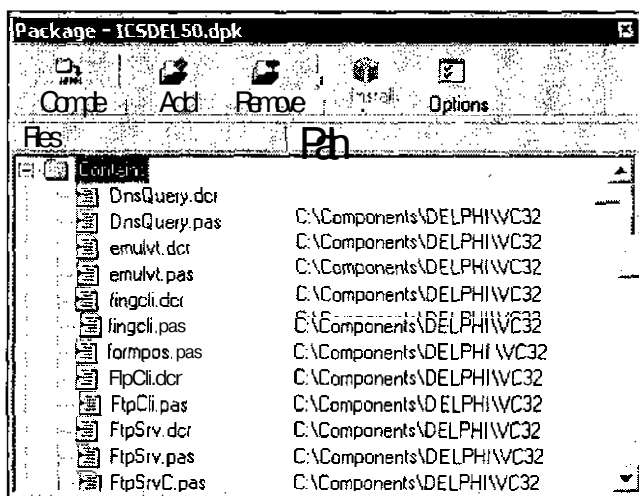 Package - ICSDEL50.dpk
Compile Add Remove Install Options
Files Path
Contains
DnsQuery.dcr
DnsQuery.pas C:\Components\DELPHI\VC32
emulvt.dcr C:\Components\DELPHI\VC32
emulvt.pas C:\Components\DELPHI\VC32
fingcli.dcr C:\Components\DELPHI\VC32
fingcli.pas C:\Components\DELPHI\VC32
formpos.pas C:\Components\DELPHI\VC32
FtpCli.dcr C:\Components\DELPHI\VC32
FtpCli.pas C:\Components\DELPHI\VC32
FtpSrv.dcr C:\Components\DELPHI\VC32
FtpSrv.pas C:\Components\DELPHI\VC32
FtpSrvC.pas C:\Components\DELPHI\VC32